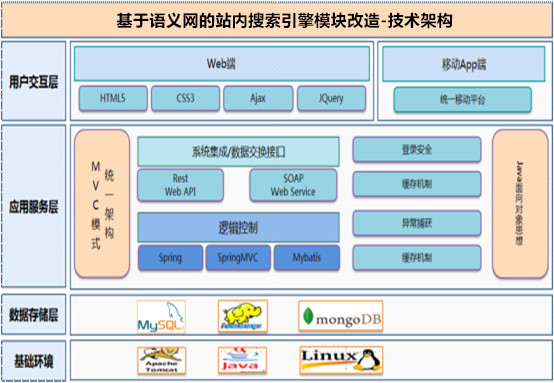 基于语义网的站内搜索引擎模块改造-技术架构
用户交互层
Web端
HTML5
CSS3
Ajax
JQuery
移动App端
统一移动平台
应用服务层
统一架构
MVC模式
系统集成/数据交换接口
Rest
Web API
SOAP
Web Service
逻辑控制
Spring
SpringMVC
Mybatis
登录安全
缓存机制
异常捕获
缓存机制
Java面向对象思想
数据存储层
MySQL
hadoop
mongoDB
基础环境
Apache
Tomcat
Java
Linux